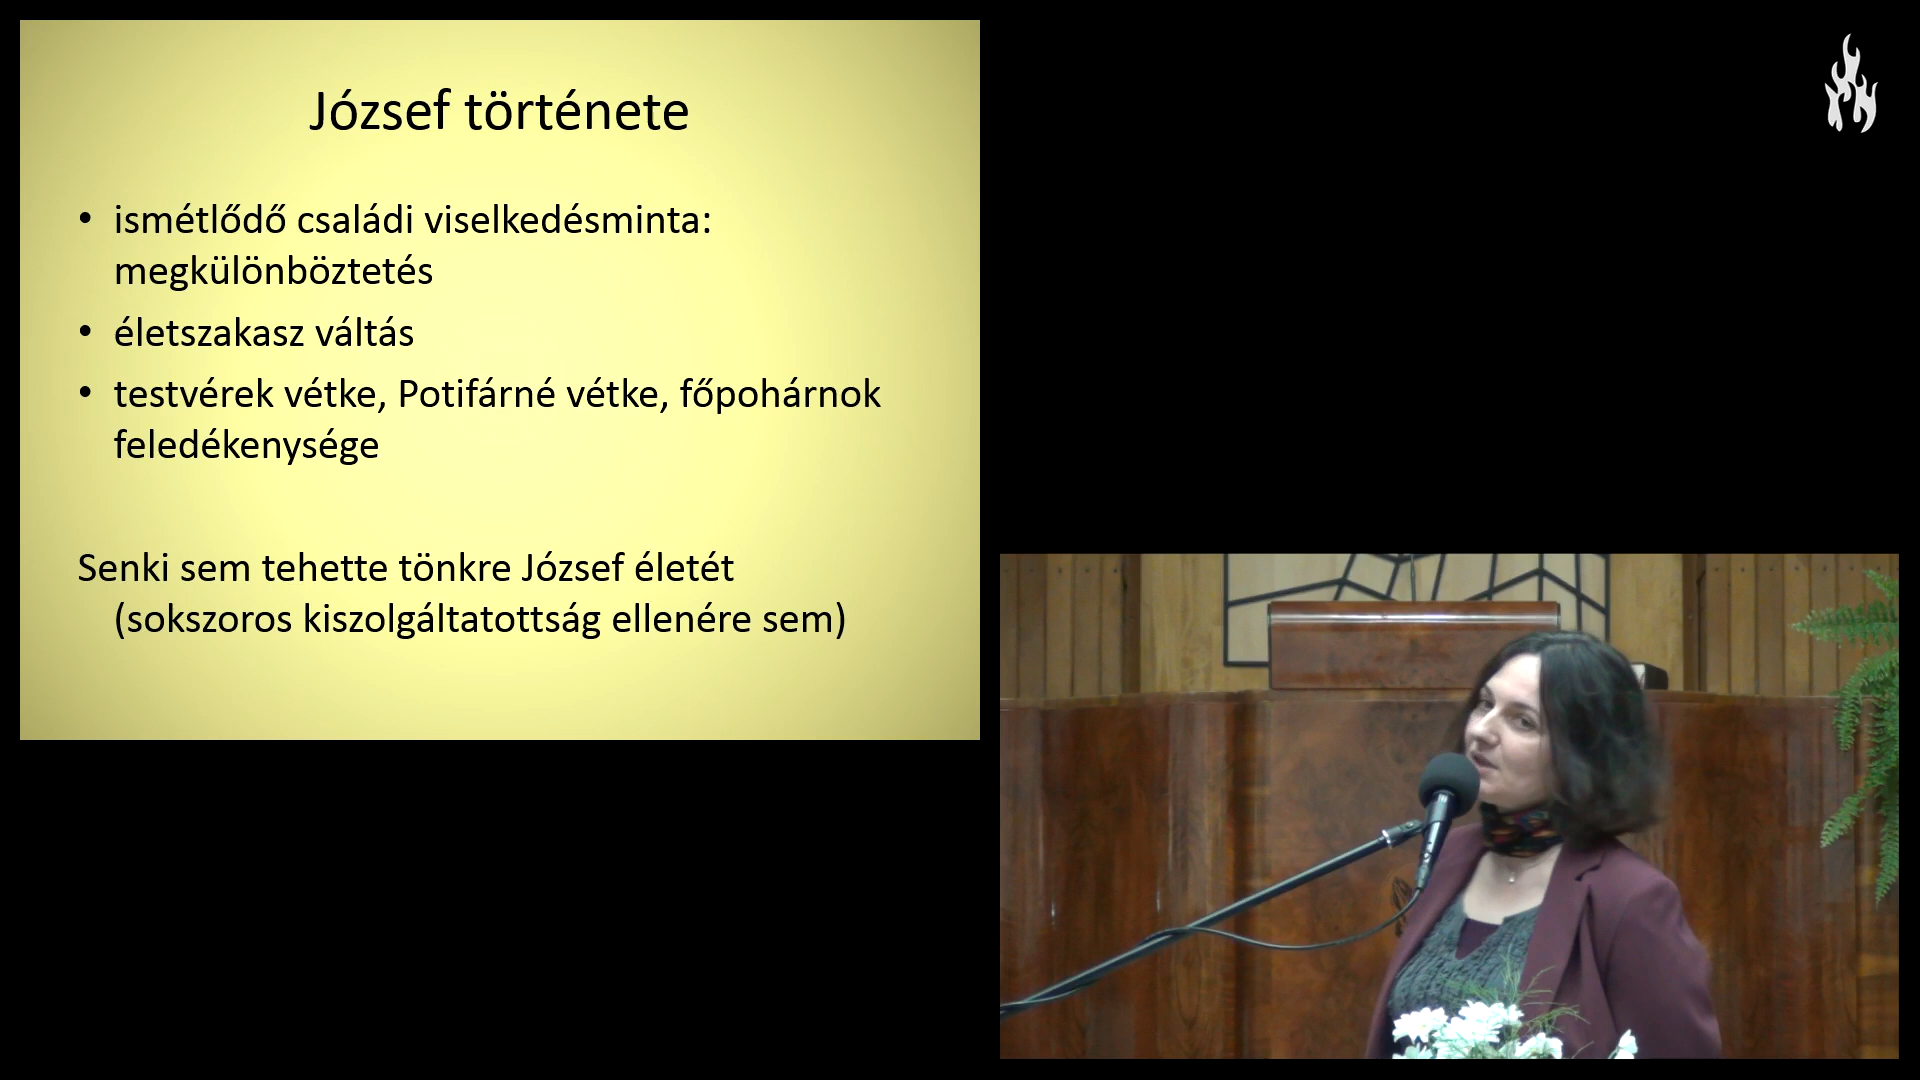 József története
• ismétlődő családi viselkedésminta:
megkülönböztetés
• életszakasz váltás
• testvérek vétke, Potifárné vétke, főpohárnok
feledékenysége
Senki sem tehette tönkre József életét
(sokszoros kiszolgáltatottság ellenére sem)